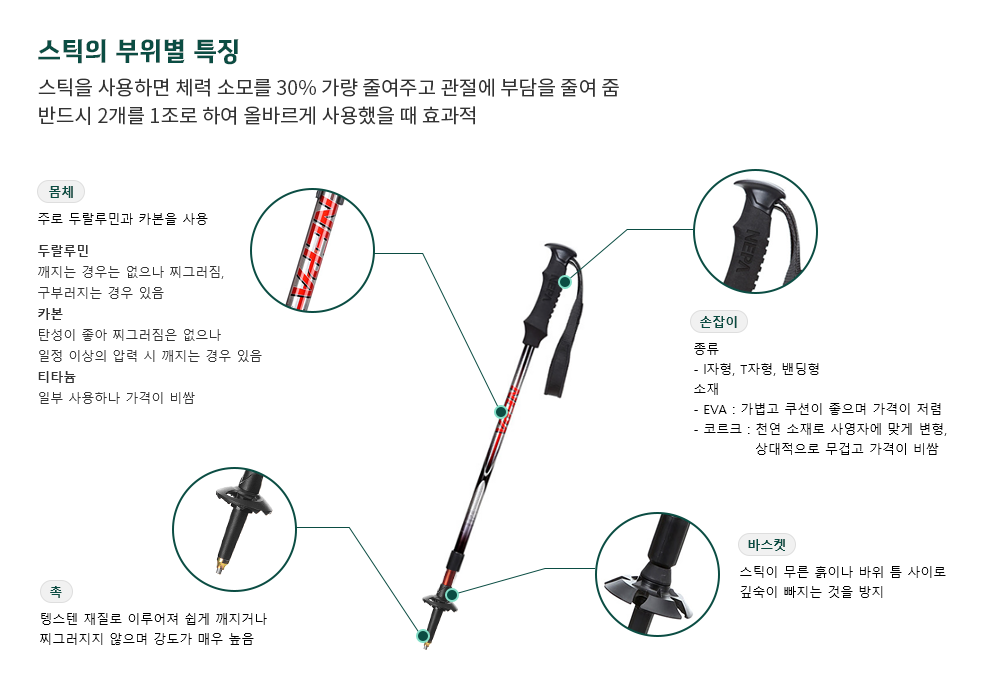 스틱의 부위별 특징
스틱을 사용하면 체력 소모를 30% 가량 줄여주고 관절에 부담을 줄여 줌
반드시 2개를 1조로 하여 올바르게 사용했을 때 효과적
몸체
주로 두랄루민과 카본을 사용
두랄루민
깨지는 경우는 없으나 찌그러짐,
구부러지는 경우 있음
카본
탄성이 좋아 찌그러짐은 없으나
일정 이상의 압력 시 깨지는 경우 있음
티타늄
일부 사용하나 가격이 비쌈
NEPA
NEPA
NEPA
손잡이
종류
- I자형, T자형, 밴딩형
소재
- EVA : 가볍고 쿠션이 좋으며 가격이 저렴
- 코르크 : 천연 소재로 사영자에 맞게 변형,
상대적으로 무겁고 가격이 비쌈
촉
텅스텐 재질로 이루어져 쉽게 깨지거나
찌그러지지 않으며 강도가 매우 높음
바스켓
스틱이 무른 흙이나 바위 틈 사이로
깊숙이 빠지는 것을 방지